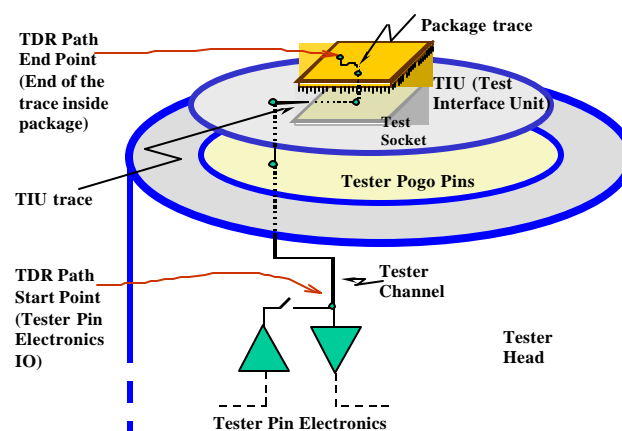 Package trace
TDR Path
End Point
(End of the
trace inside
package)
TIU (Test
Interface Unit)
Test
Socket
Tester Pogo Pins
TIU trace
TDR Path
Start Point
(Tester Pin
Electronics
IO)
Tester
Channel
Tester
Head
Tester Pin Electronics